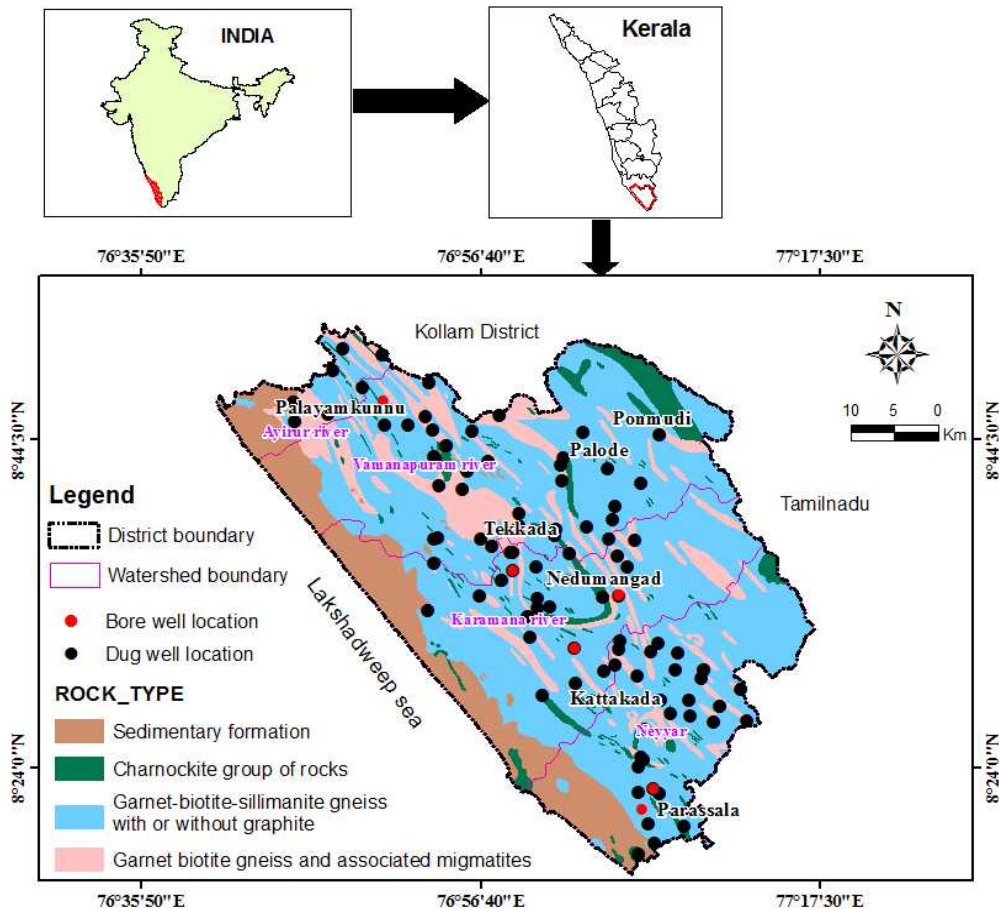 INDIA
Kerala
76°35'50"E
76°56'40"E
77°17'30"E
Kollam District
N
Ponmudi
10 5 0
Km
Palayamkunnu
Ayirur river
Palode
8°44'30"N
8°44'30"N
Vamanapuram river
Tamilnadu
Legend
District boundary
Watershed boundary
Bore well location
Dug well location
Tekkada
Nedumangad
Karamana river
Lakshadweep sea
Kattakada
Neyyar
ROCK_TYPE
Sedimentary formation
Charnockite group of rocks
Garnet-biotite-sillimanite gneiss
with or without graphite
Garnet biotite gneiss and associated migmatites
8°24'0"N
8°24'0"N
Parassala
76°35'50"E
76°56'40"E
77°17'30"E